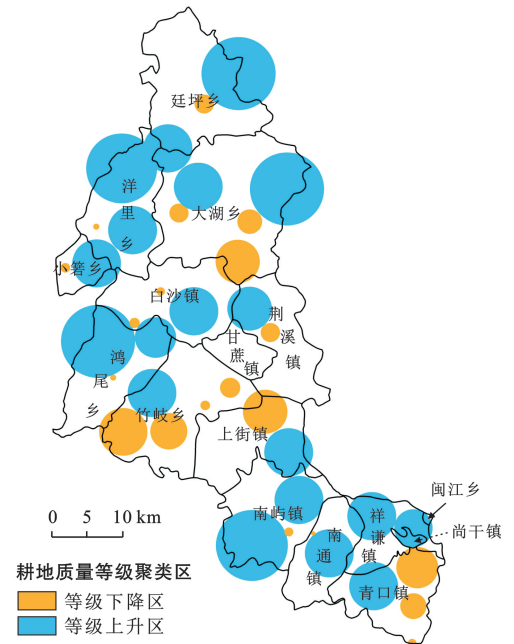 廷坪乡
洋里乡
大湖乡
小箬乡
白沙镇
荆溪镇
甘蔗镇
鸿尾乡
竹岐乡
上街镇
闽江乡
南屿镇
祥谦镇
尚干镇
南通镇
青口镇
0 5 10 km
耕地质量等级聚类区
等级下降区
等级上升区